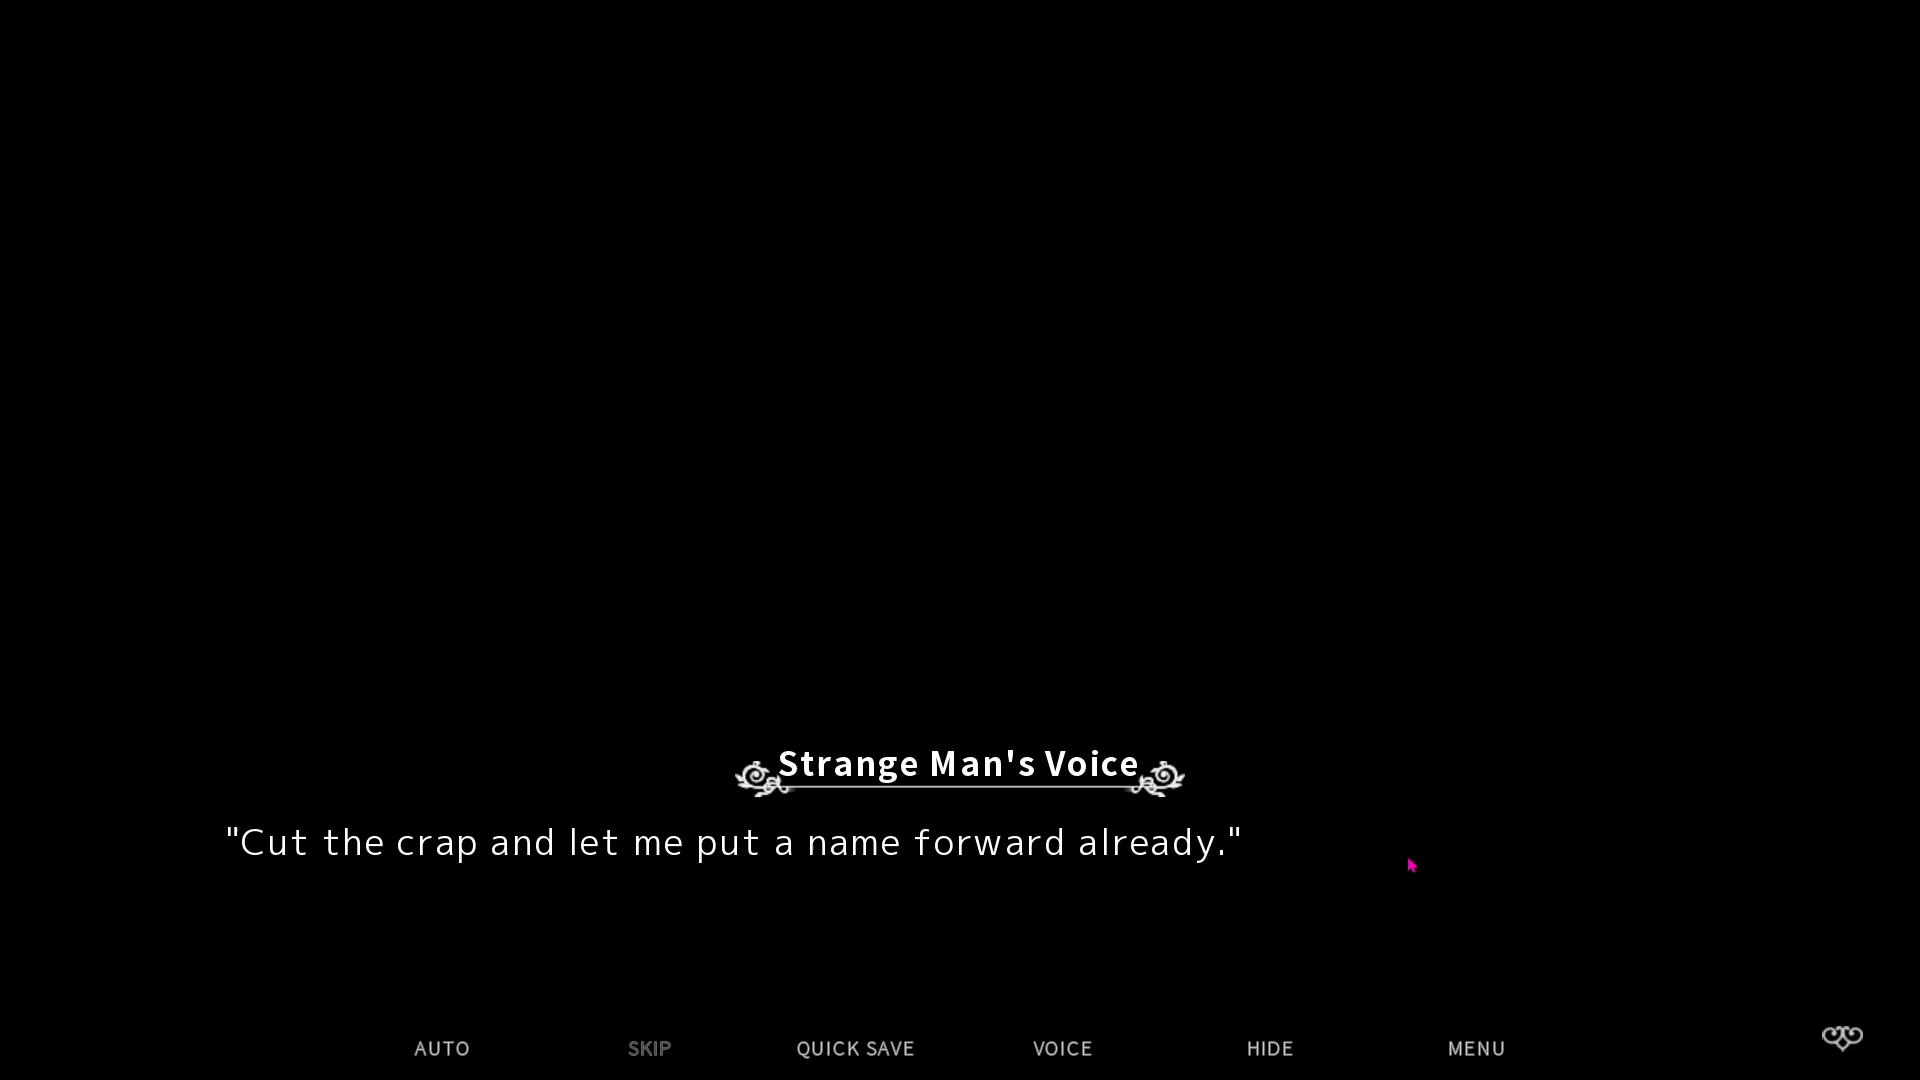 Strange Man's Voice
"Cut the crap and let me put a name forward already."
AUTO SKIP QUICK SAVE VOICE HIDE MENU